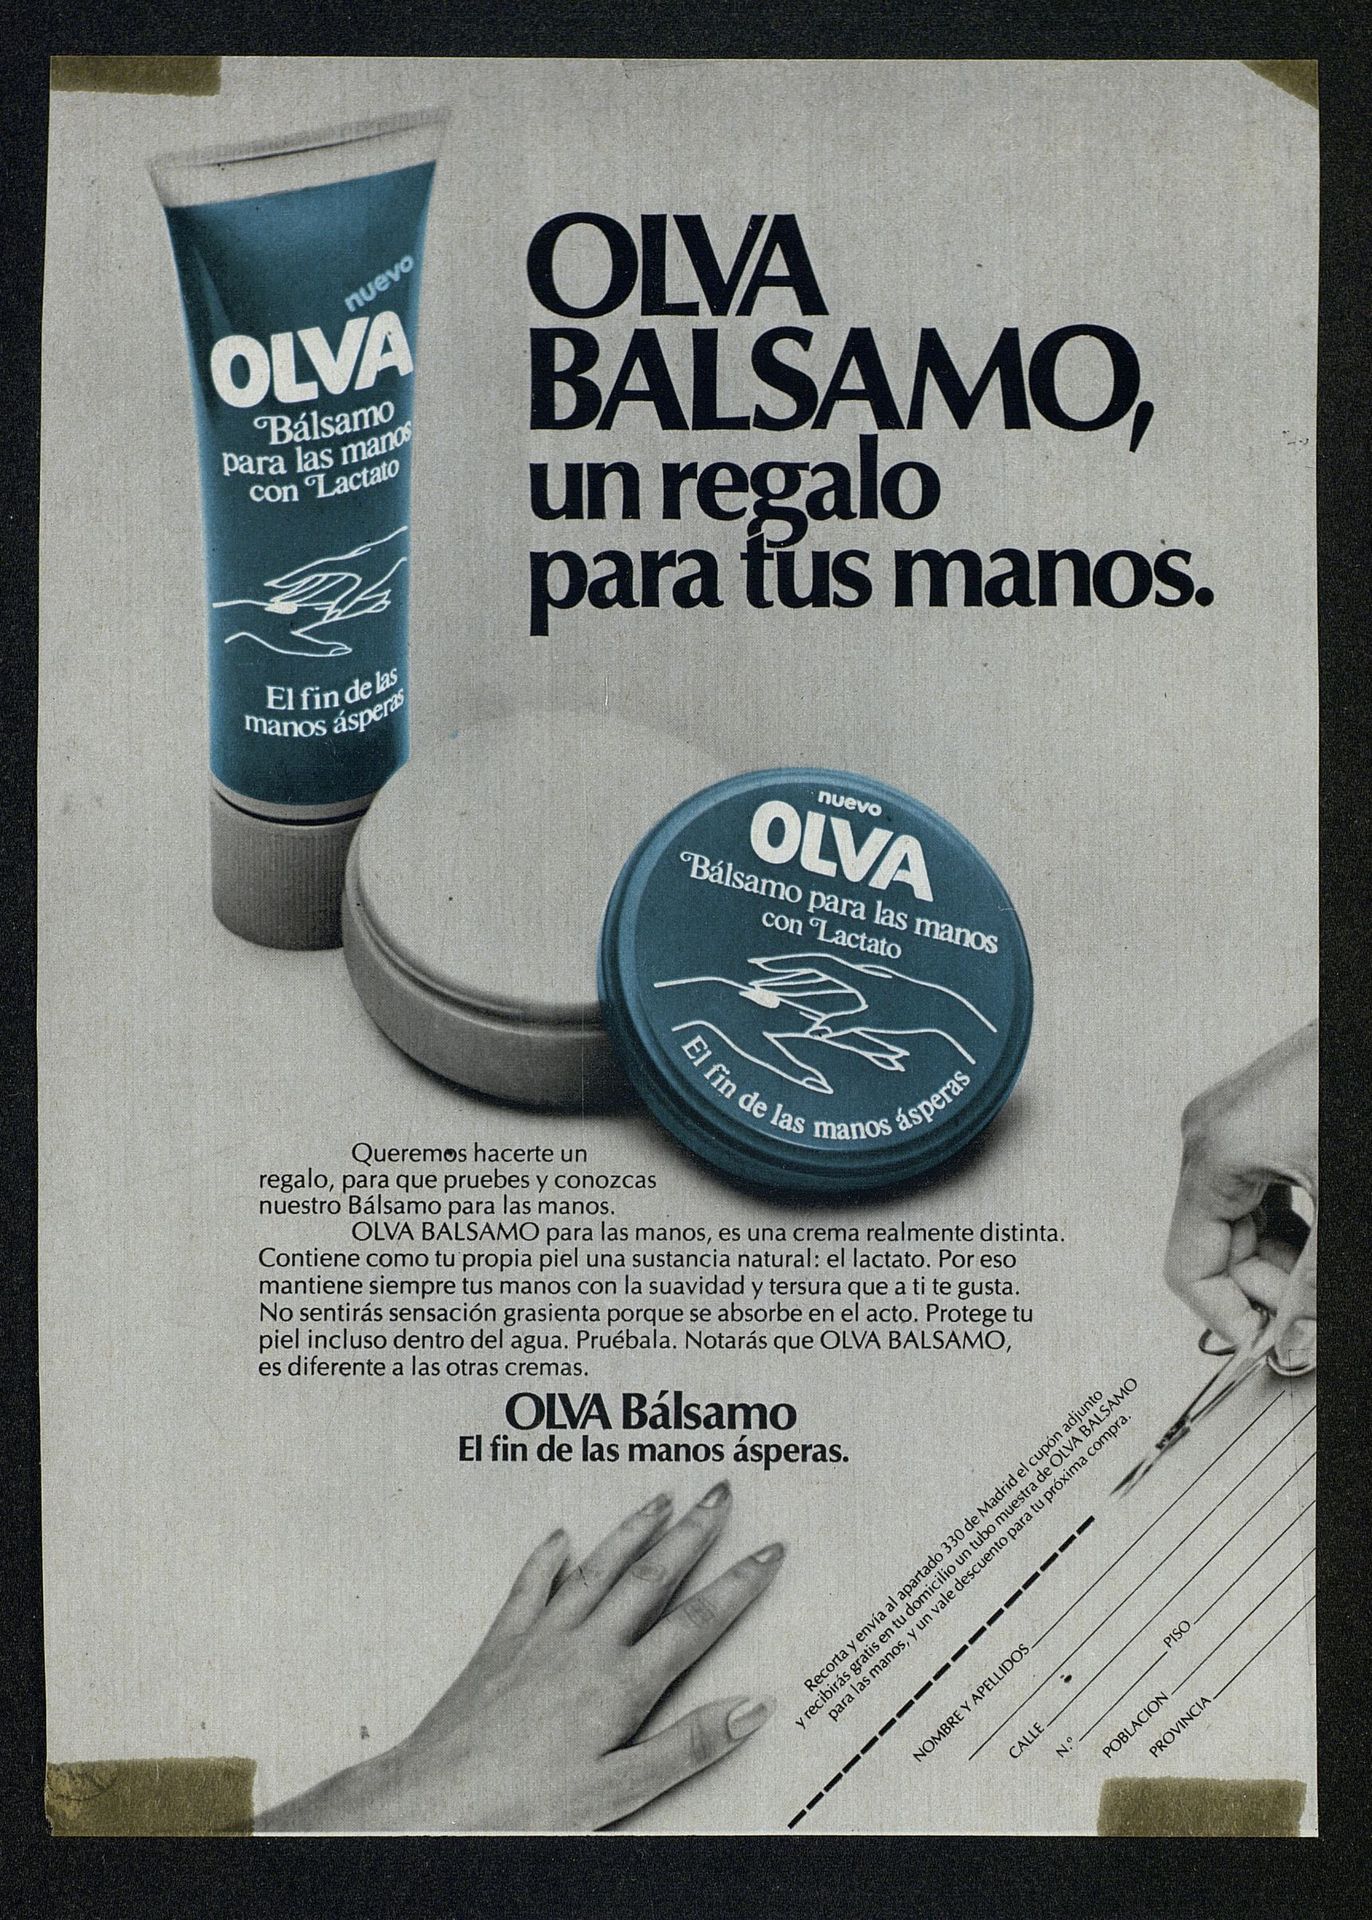 nuevo
OLVA
Bálsamo
para las manos
con Lactato
El fin de las
manos ásperas
OLVA
BALSAMO,
un regalo
para tus manos.
nuevo
OLVA
Bálsamo para las manos
con Lactato
El fin de las manos ásperas
Queremos hacerte un
regalo, para que pruebes y conozcas
nuestro Bálsamo para las manos.
OLVA BALSAMO para las manos, es una crema realmente distinta.
Contiene como tu propia piel una sustancia natural: el lactato. Por eso
mantiene siempre tus manos con la suavidad y tersura que a ti te gusta.
No sentirás sensación grasienta porque se absorbe en el acto. Protege tu
piel incluso dentro del agua. Pruébala. Notarás que OLVA BALSAMO,
es diferente a las otras cremas.
OLVA Bálsamo
El fin de las manos ásperas.
Recorta y envía al apartado 330 de Madrid el cupón adjunto
y recibirás gratis en tu domicilio un tubo muestra de OLVA BALSAMO
para las manos, y un vale descuento para tu próxima compra.
NOMBRE Y APELLIDOS
CALLE
N.º PISO
POBLACION
PROVINCIA